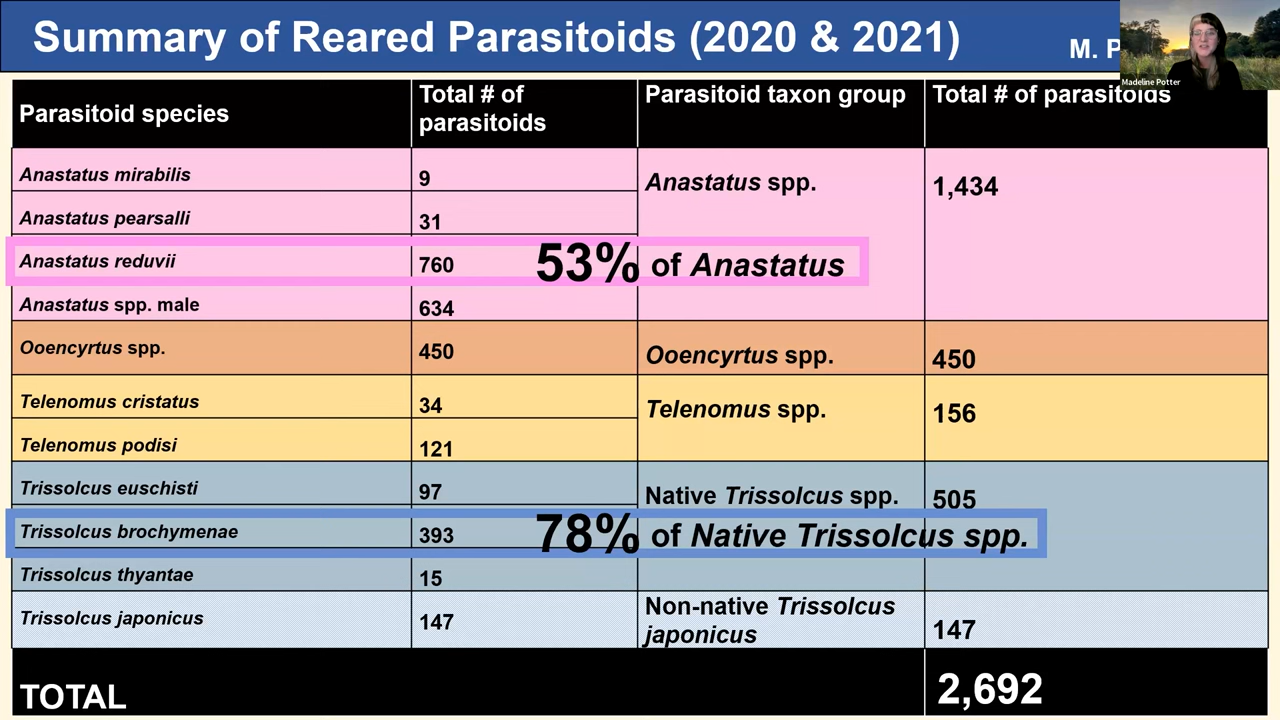 Summary of Reared Parasitoids (2020 & 2021)
M. P
Madeline Potter
Parasitoid species
Total # of
parasitoids
Parasitoid taxon group
Total # of parasitoids
Anastatus mirabilis
9
Anastatus spp.
1,434
Anastatus pearsalli
31
Anastatus reduvii
760
53% of Anastatus
Anastatus spp. male
634
Ooencyrtus spp.
450
Ooencyrtus spp.
450
Telenomus cristatus
34
Telenomus spp.
156
Telenomus podisi
121
Trissolcus euschisti
97
Native Trissolcus spp.
505
Trissolcus brochymenae
393
78% of Native Trissolcus spp.
Trissolcus thyantae
15
Trissolcus japonicus
147
Non-native Trissolcus
japonicus
147
TOTAL
2,692